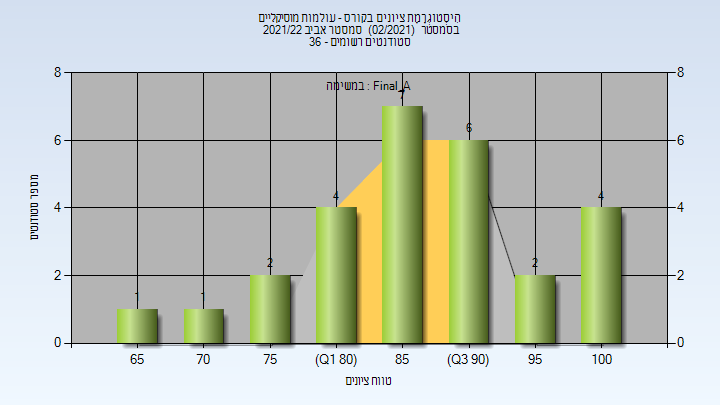 היסטוגרמת ציונים בקורס - עולמות מוסיקליים
בסמסטר (02/2021) סמסטר אביב 2021/22
סטודנטים רשומים - 36
במשימה : Final_A
מספר סטודנטים
8 8
6 6
4 4
2 2
0 0
1 1 2 4 7 6 2 4
65 70 75 (Q1 80) 85 (Q3 90) 95 100
טווח ציונים